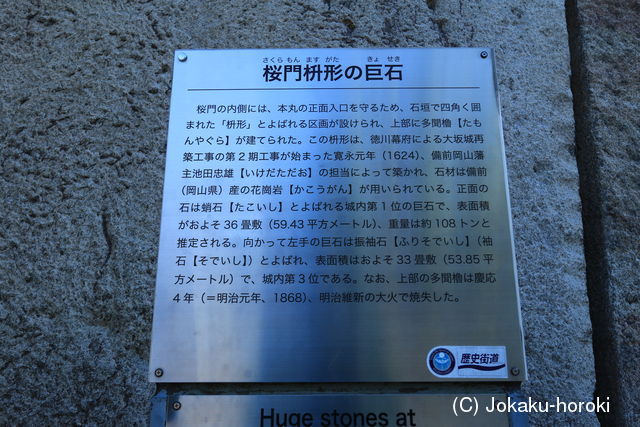 さくら もん ます がた きょ せき
桜門枡形の巨石
桜門の内側には、本丸の正面入口を守るため、石垣で四角く囲
まれた「枡形」とよばれる区画が設けられ、上部に多聞櫓【たも
んやぐら】が建てられた。この枡形は、徳川幕府による大坂城再
築工事の第2期工事が始まった寛永元年（1624）、備前岡山藩
主池田忠雄【いけだただお】の担当によって築かれ、石材は備前
（岡山県）産の花崗岩【かこうがん】が用いられている。正面の
石は蛸石【たこいし】とよばれる城内第1位の巨石で、表面積
がおよそ36畳敷（59.43平方メートル）、重量は約108トンと
推定される。向かって左手の巨石は振袖石【ふりそでいし】（袖
石【そでいし】）とよばれ、表面積はおよそ33畳敷（53.85平
方メートル）で、城内第3位である。なお、上部の多聞櫓は慶応
4年（＝明治元年、1868）、明治維新の大火で焼失した。
歴史街道
Huge stones at
(C) Jokaku-horoki